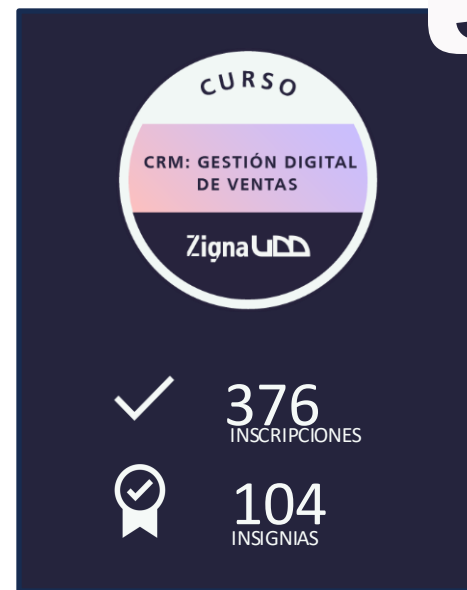 CURSO
CRM: GESTIÓN DIGITAL
DE VENTAS
Zigna UDD
376
INSCRIPCIONES
104
INSIGNIAS